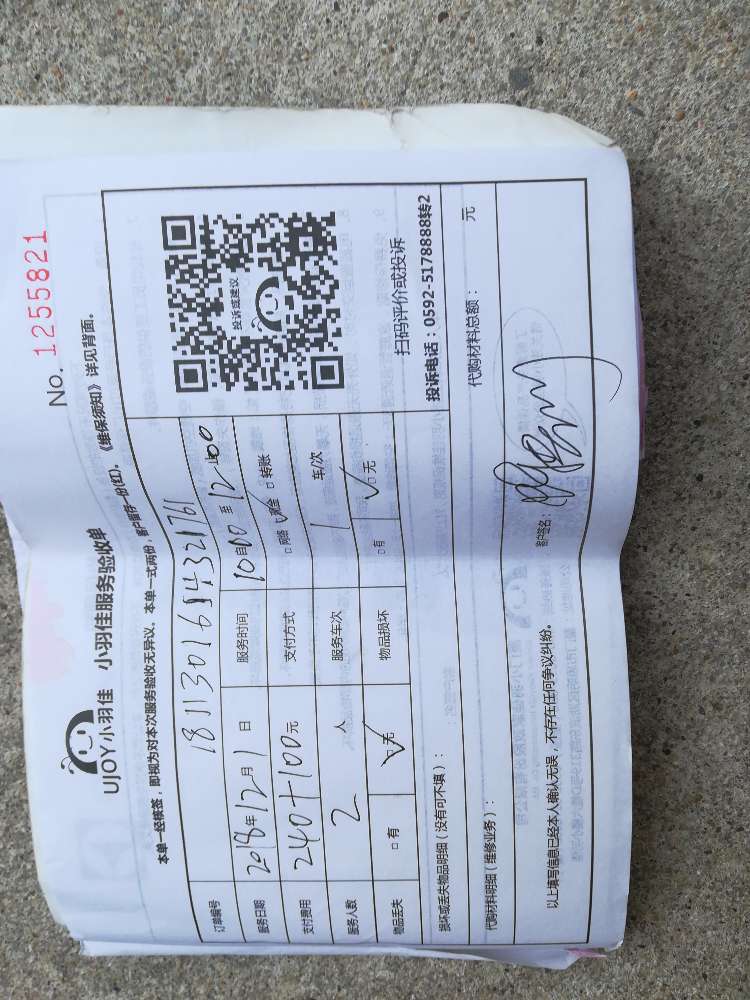 No. 1255821
UJOY小羽佳 小羽佳服务验收单
本单一经核签，即视为对本次服务验收无异议。本单一式两份，客户留存一份(红)。《维保须知》详见背面。
订单编号
服务日期 2018年12月1日 服务时间 10自00至12
支付费用 240+100元 支付方式 □网络 ☑现金 □转账
服务人数 2人 服务车次 1 车/次
物品丢失 □有 ☑无 物品损坏 □有 ☑无
投诉或建议
扫码评价或投诉
投诉电话：0592-5178888转2
损坏或丢失物品明细（没有可不填）：
代购材料明细（维修业务）： 代购材料总额： 元
以上填写信息已经本人确认无误，不存在任何争议纠纷。 客户签名：